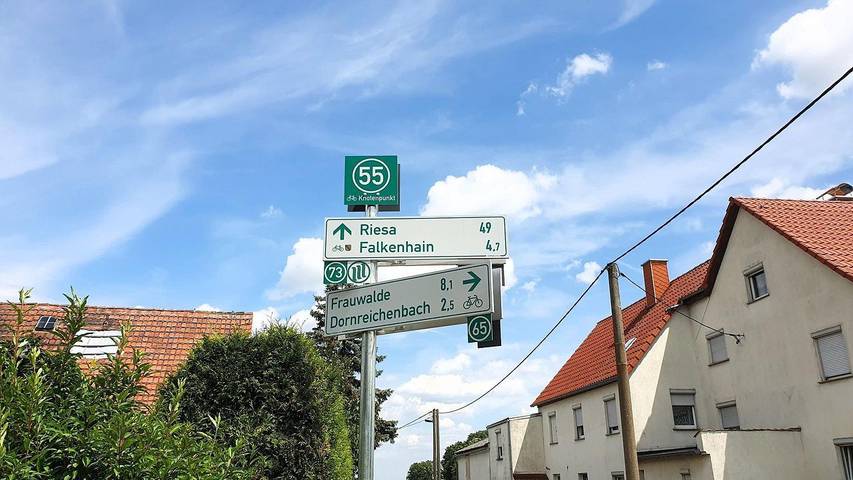 55
Knotenpunkt
Riesa 49
Falkenhain 4,7
73
Frauwalde 8,1
Dornreichenbach 2,5
65